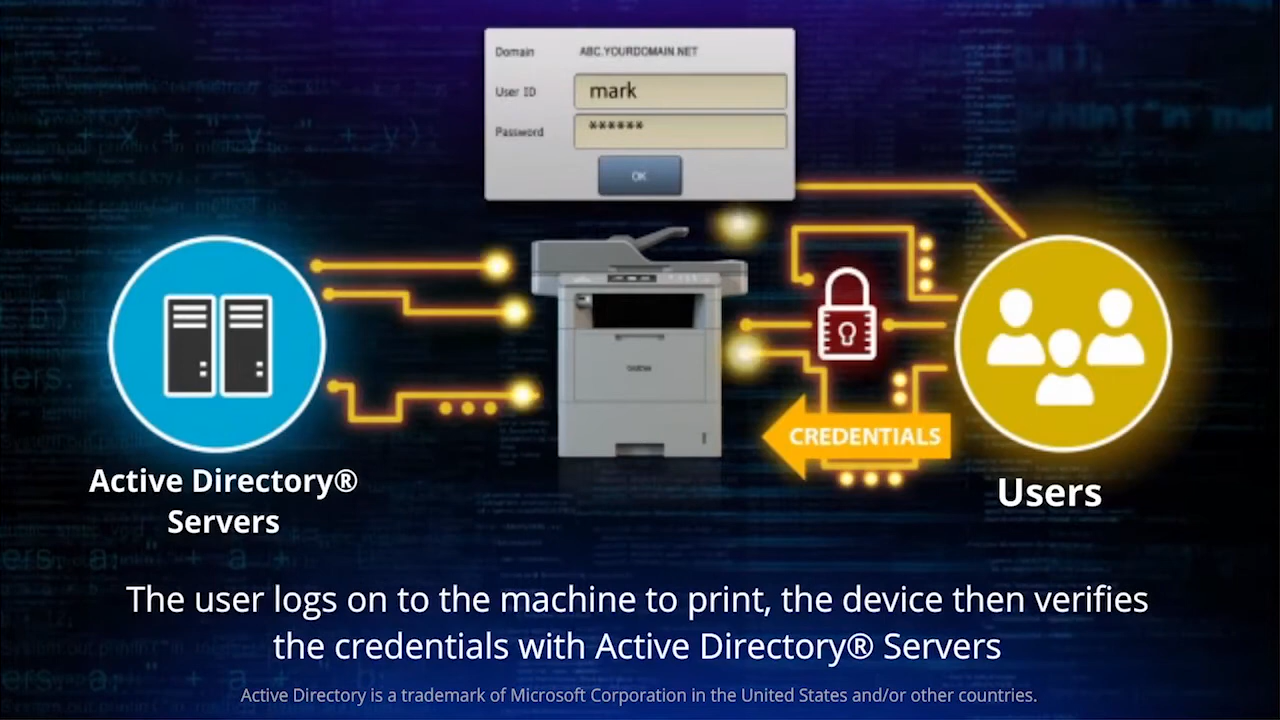 Domain ABC.YOURDOMAIN.NET
User ID mark
Password ******
OK
brother
CREDENTIALS
Active Directory®
Servers
Users
The user logs on to the machine to print, the device then verifies
the credentials with Active Directory® Servers
Active Directory is a trademark of Microsoft Corporation in the United States and/or other countries.